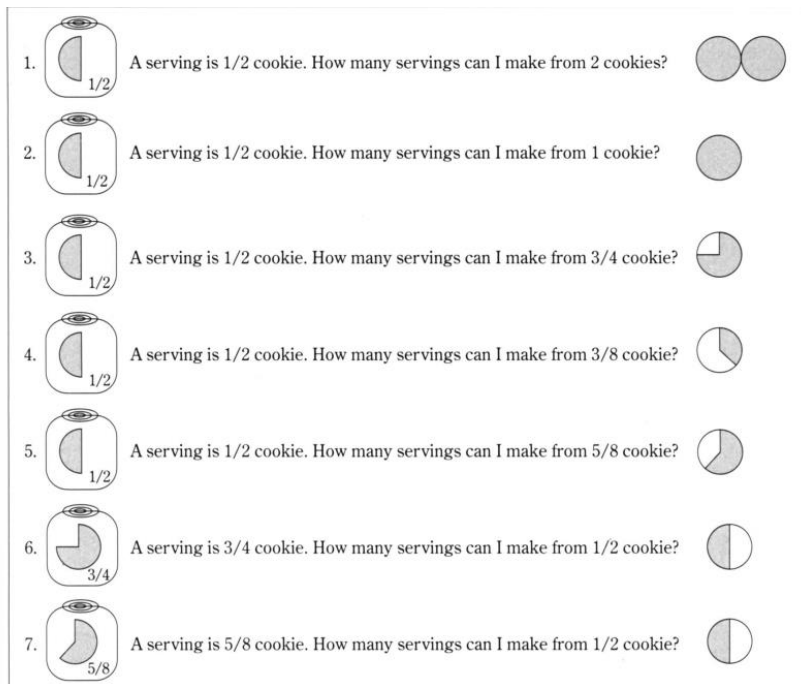 1. 1/2 A serving is 1/2 cookie. How many servings can I make from 2 cookies?
2. 1/2 A serving is 1/2 cookie. How many servings can I make from 1 cookie?
3. 1/2 A serving is 1/2 cookie. How many servings can I make from 3/4 cookie?
4. 1/2 A serving is 1/2 cookie. How many servings can I make from 3/8 cookie?
5. 1/2 A serving is 1/2 cookie. How many servings can I make from 5/8 cookie?
6. 3/4 A serving is 3/4 cookie. How many servings can I make from 1/2 cookie?
7. 5/8 A serving is 5/8 cookie. How many servings can I make from 1/2 cookie?